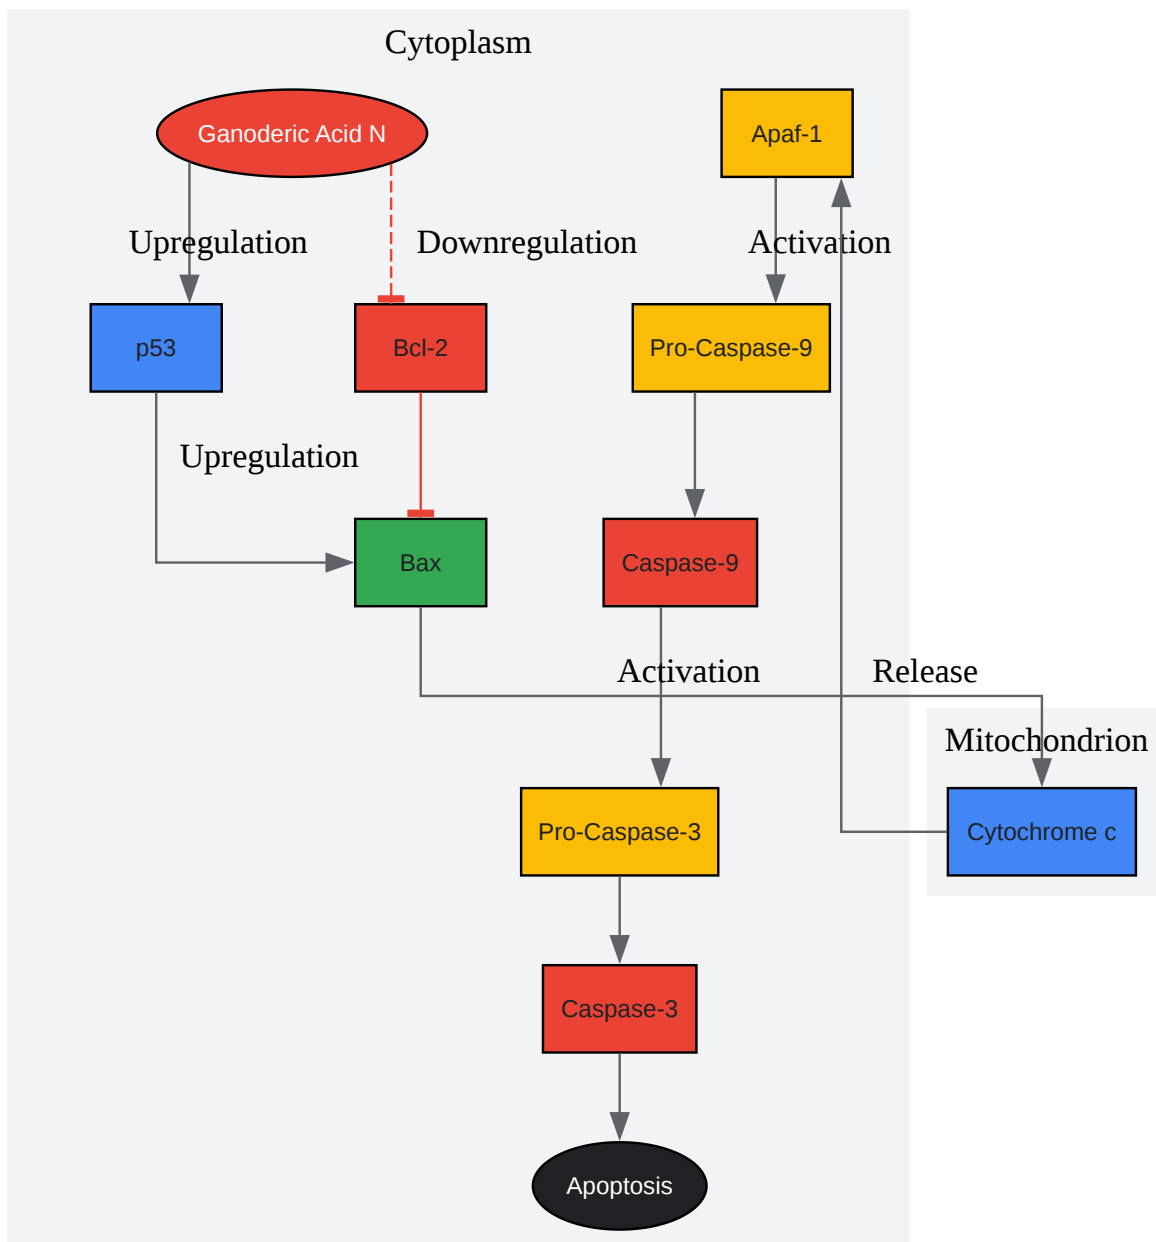 Cytoplasm
Ganoderic Acid N
Apaf-1
Upregulation
Downregulation
Activation
p53
Bcl-2
Pro-Caspase-9
Upregulation
Bax
Caspase-9
Activation
Release
Mitochondrion
Pro-Caspase-3
Cytochrome c
Caspase-3
Apoptosis